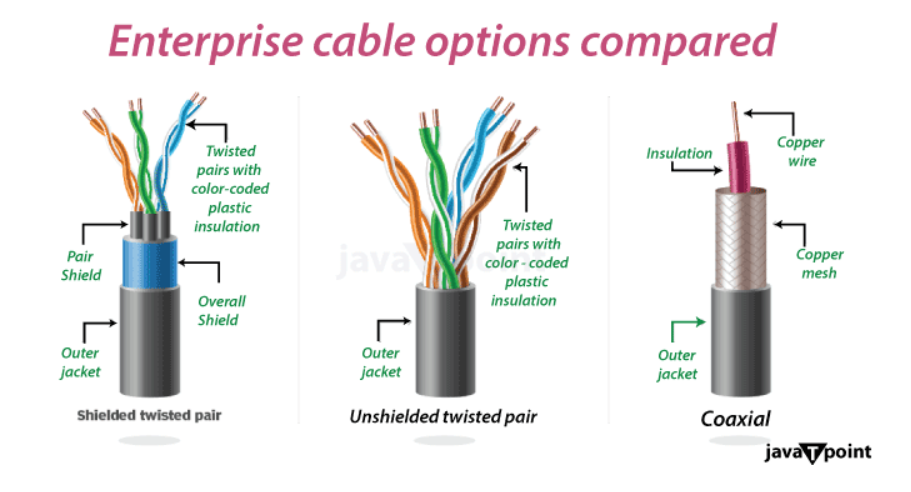 Enterprise cable options compared
Twisted
pairs with
color-coded
plastic
insulation
Pair
Shield
Overall
Shield
Outer
jacket
Shielded twisted pair
Twisted
pairs with
color - coded
plastic
insulation
Outer
jacket
Unshielded twisted pair
Copper
wire
Insulation
Copper
mesh
Outer
jacket
Coaxial
javaTpoint
javaTpoint